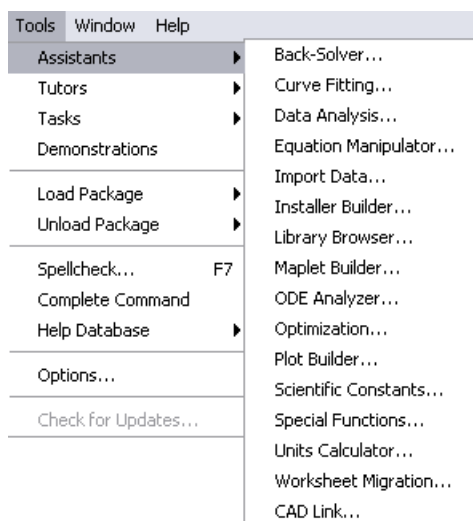 Tools Window Help
Assistants
Tutors
Tasks
Demonstrations
Load Package
Unload Package
Spellcheck... F7
Complete Command
Help Database
Options...
Check for Updates...
Back-Solver...
Curve Fitting...
Data Analysis...
Equation Manipulator...
Import Data...
Installer Builder...
Library Browser...
Maplet Builder...
ODE Analyzer...
Optimization...
Plot Builder...
Scientific Constants...
Special Functions...
Units Calculator...
Worksheet Migration...
CAD Link...